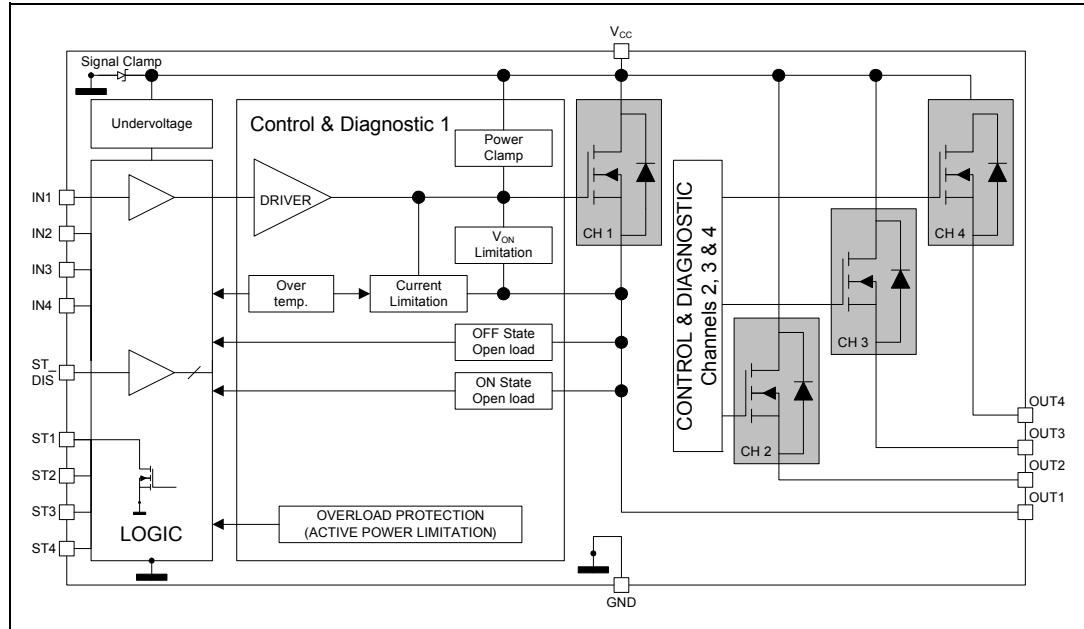 V_CC
Signal Clamp
Undervoltage
Control & Diagnostic 1
Power
Clamp
IN1
IN2
IN3
IN4
DRIVER
V_ON
Limitation
CH 1
CH 4
CONTROL & DIAGNOSTIC
Channels 2, 3 & 4
Over
temp.
Current
Limitation
CH 3
OFF State
Open load
ST_
DIS
ON State
Open load
CH 2
OUT4
OUT3
OUT2
OUT1
ST1
ST2
ST3
ST4
LOGIC
OVERLOAD PROTECTION
(ACTIVE POWER LIMITATION)
GND